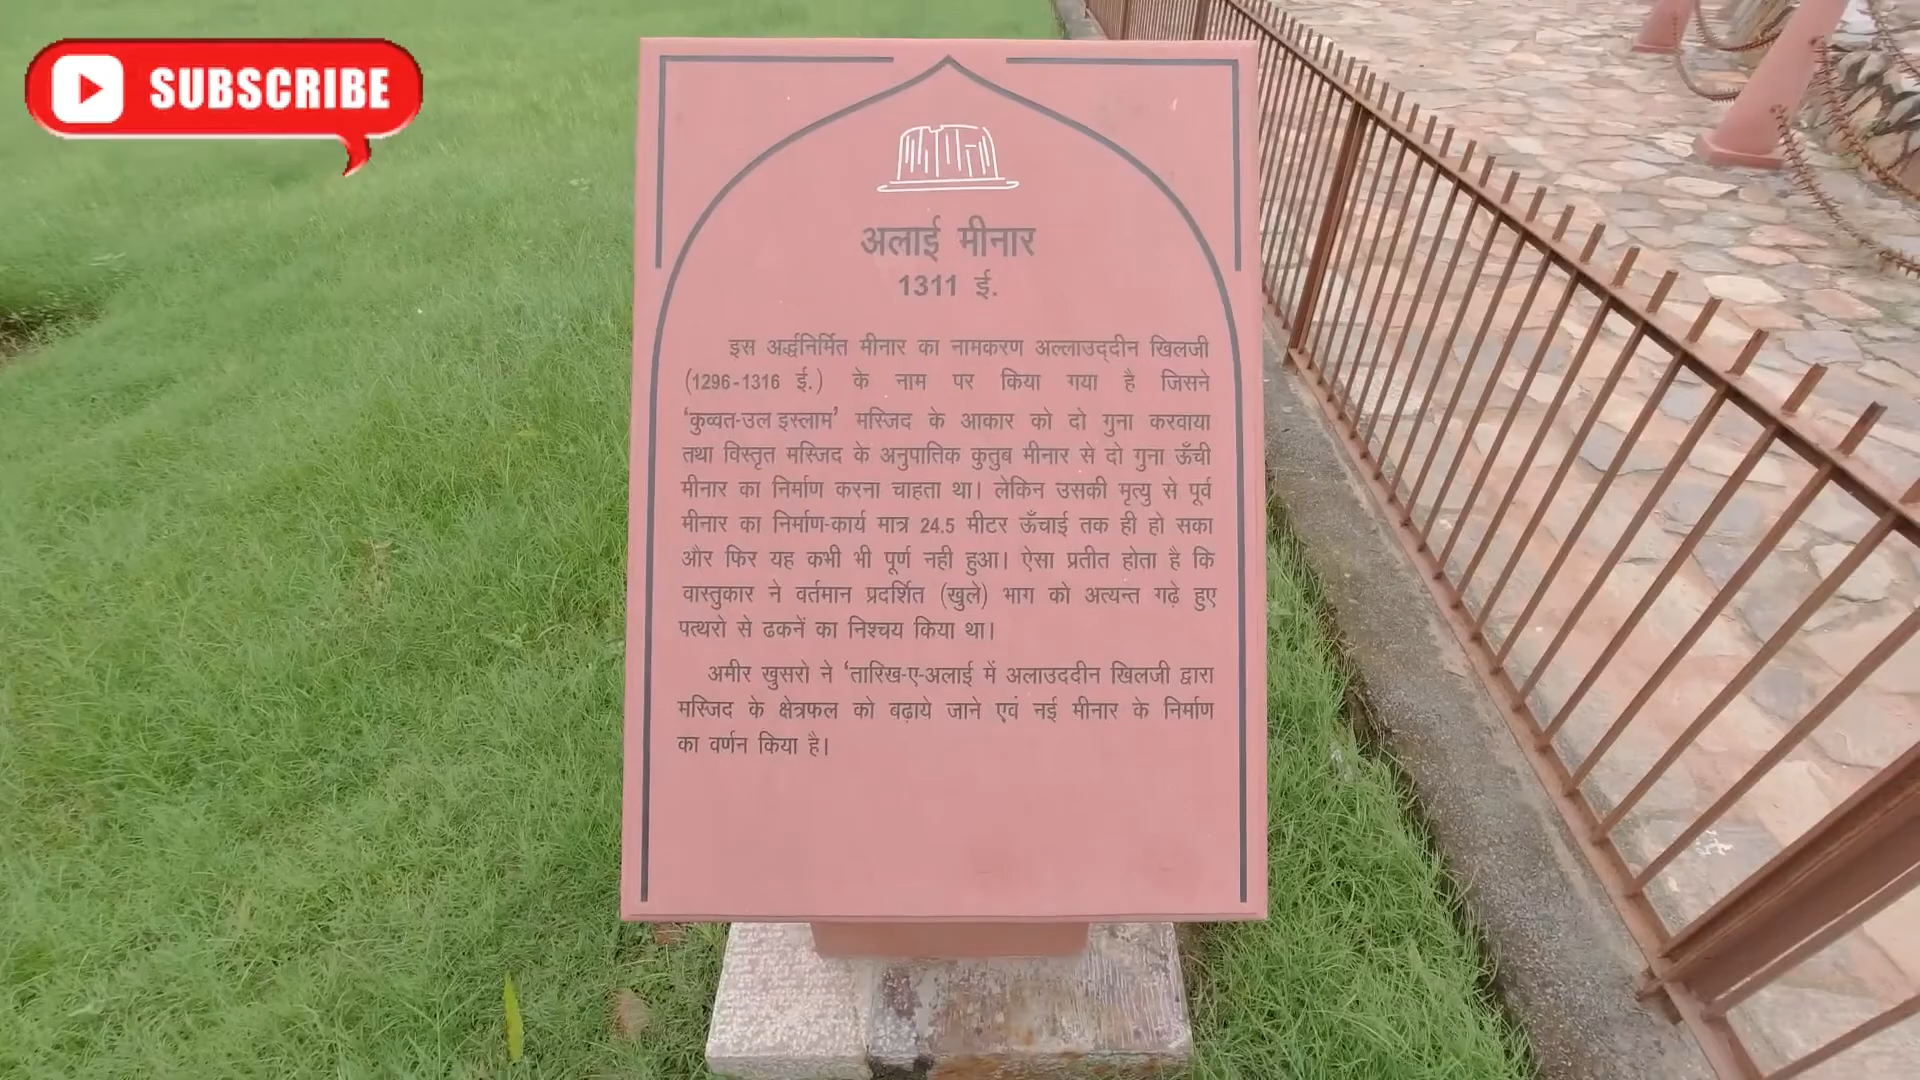 SUBSCRIBE
अलाई मीनार
1311 ई.
इस अर्द्धनिर्मित मीनार का नामकरण अल्लाउद्दीन खिलजी
(1296-1316 ई.) के नाम पर किया गया है जिसने
‘कुव्वत-उल इस्लाम’ मस्जिद के आकार को दो गुना करवाया
तथा विस्तृत मस्जिद के अनुपातिक कुतुब मीनार से दो गुना ऊँची
मीनार का निर्माण करना चाहता था। लेकिन उसकी मृत्यु से पूर्व
मीनार का निर्माण-कार्य मात्र 24.5 मीटर ऊँचाई तक ही हो सका
और फिर यह कभी भी पूर्ण नही हुआ। ऐसा प्रतीत होता है कि
वास्तुकार ने वर्तमान प्रदर्शित (खुले) भाग को अत्यन्त गढ़े हुए
पत्थरो से ढकनें का निश्चय किया था।
अमीर खुसरो ने ‘तारिख-ए-अलाई में अलाउददीन खिलजी द्वारा
मस्जिद के क्षेत्रफल को बढ़ाये जाने एवं नई मीनार के निर्माण
का वर्णन किया है।